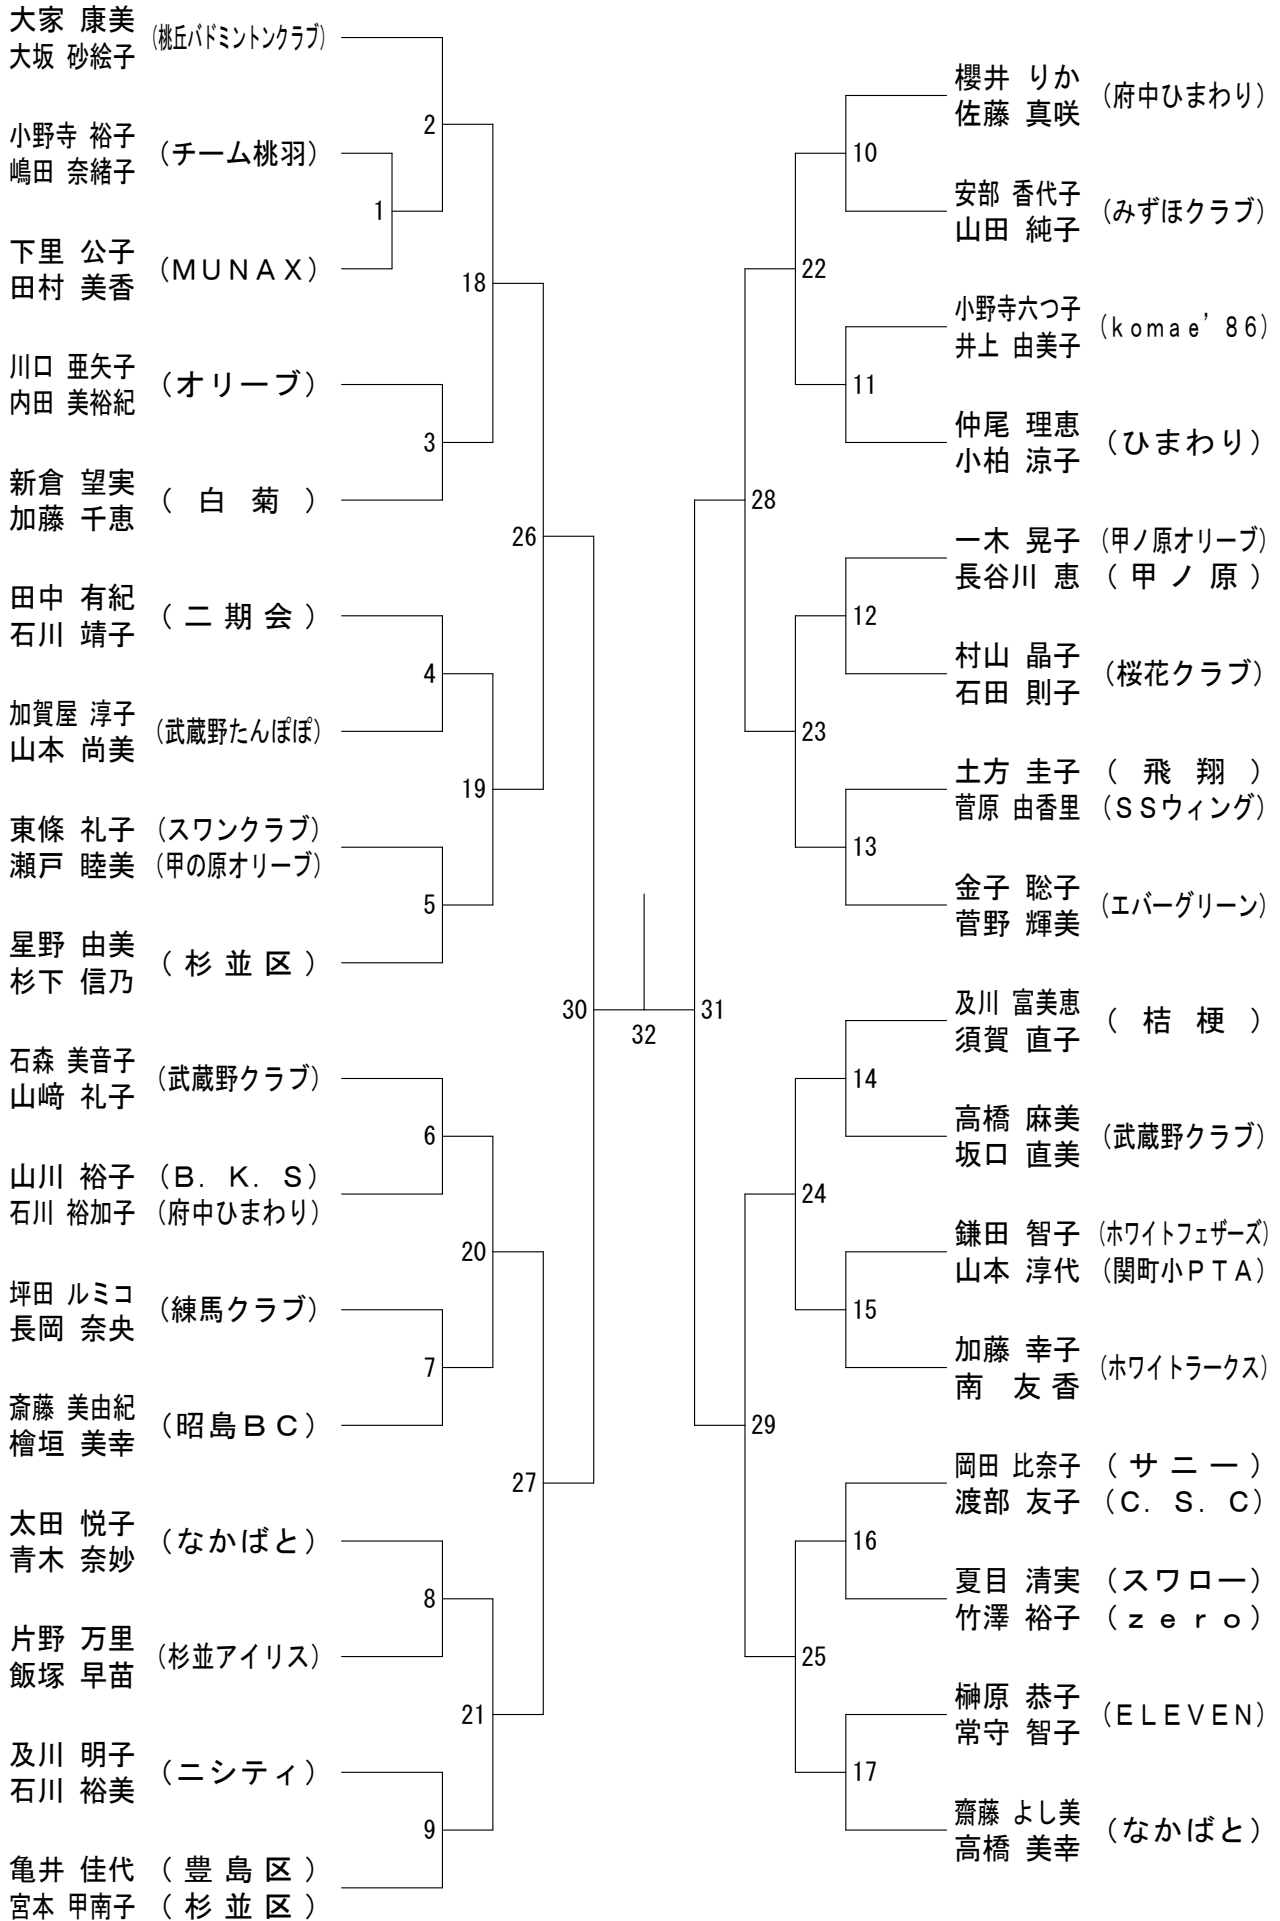 大家 康美 (桃丘バドミントンクラブ)
大坂 砂絵子
2
小野寺 裕子 (チーム桃羽)
嶋田 奈緒子
1
下里 公子 (MUNAX)
田村 美香
18
川口 亜矢子 (オリーブ)
内田 美裕紀
3
新倉 望実 (白菊)
加藤 千恵
26
田中 有紀 (二期会)
石川 靖子
4
加賀屋 淳子 (武蔵野たんぽぽ)
山本 尚美
19
東條 礼子 (スワンクラブ)
瀬戸 睦美 (甲の原オリーブ)
5
星野 由美 (杉並区)
杉下 信乃
30
石森 美音子 (武蔵野クラブ)
山﨑 礼子
6
山川 裕子 (B.K.S)
石川 裕加子 (府中ひまわり)
20
坪田 ルミコ (練馬クラブ)
長岡 奈央
7
斎藤 美由紀 (昭島BC)
檜垣 美幸
27
太田 悦子 (なかばと)
青木 奈妙
8
片野 万里 (杉並アイリス)
飯塚 早苗
21
及川 明子 (ニシティ)
石川 裕美
9
亀井 佳代 (豊島区)
宮本 甲南子 (杉並区)
32
櫻井 りか (府中ひまわり)
佐藤 真咲
10
安部 香代子 (みずほクラブ)
山田 純子
22
小野寺六つ子 (komae’86)
井上 由美子
11
仲尾 理恵 (ひまわり)
小柏 涼子
28
一木 晃子 (甲ノ原オリーブ)
長谷川 恵 (甲ノ原)
12
村山 晶子 (桜花クラブ)
石田 則子
23
土方 圭子 (飛翔)
菅原 由香里 (SSウィング)
13
金子 聡子 (エバーグリーン)
菅野 輝美
31
及川 富美恵 (桔梗)
須賀 直子
14
高橋 麻美 (武蔵野クラブ)
坂口 直美
24
鎌田 智子 (ホワイトフェザーズ)
山本 淳代 (関町小PTA)
15
加藤 幸子 (ホワイトラークス)
南 友香
29
岡田 比奈子 (サニー)
渡部 友子 (C.S.C)
16
夏目 清実 (スワロー)
竹澤 裕子 (zero)
25
榊原 恭子 (ELEVEN)
常守 智子
17
齋藤 よし美 (なかばと)
高橋 美幸